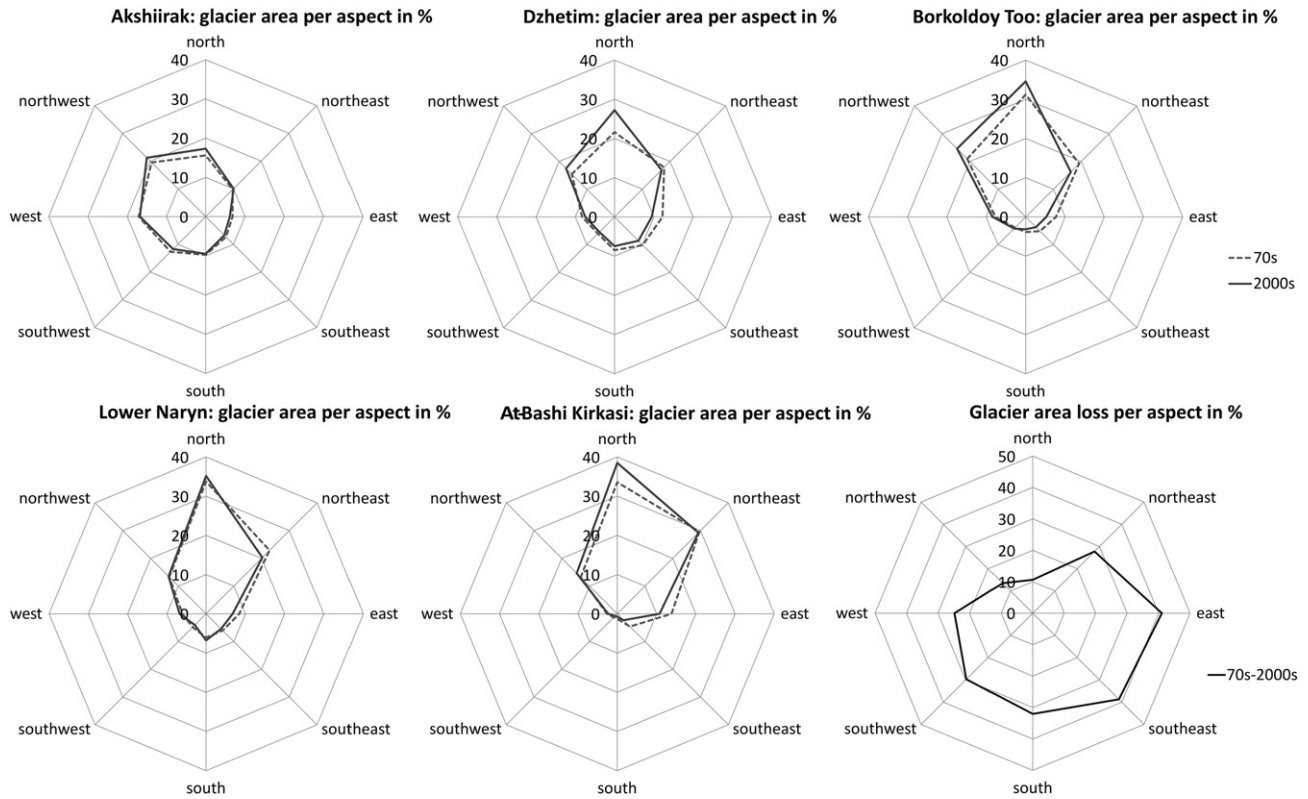 Akshiirak: glacier area per aspect in %
north
40
northwest
northeast
30
20
10
west
0
east
southwest
southeast
south
Dzhetim: glacier area per aspect in %
north
40
northwest
northeast
30
20
10
west
0
east
southwest
southeast
south
Borkoldoy Too: glacier area per aspect in %
north
40
northwest
northeast
30
20
10
west
0
east
southwest
southeast
south
70s
2000s
Lower Naryn: glacier area per aspect in %
north
40
northwest
northeast
30
20
10
west
0
east
southwest
southeast
south
At-Bashi Kirkasi: glacier area per aspect in %
north
40
northwest
northeast
30
20
10
west
0
east
southwest
southeast
south
Glacier area loss per aspect in %
north
50
northwest
northeast
40
30
20
10
west
0
east
southwest
southeast
south
70s-2000s